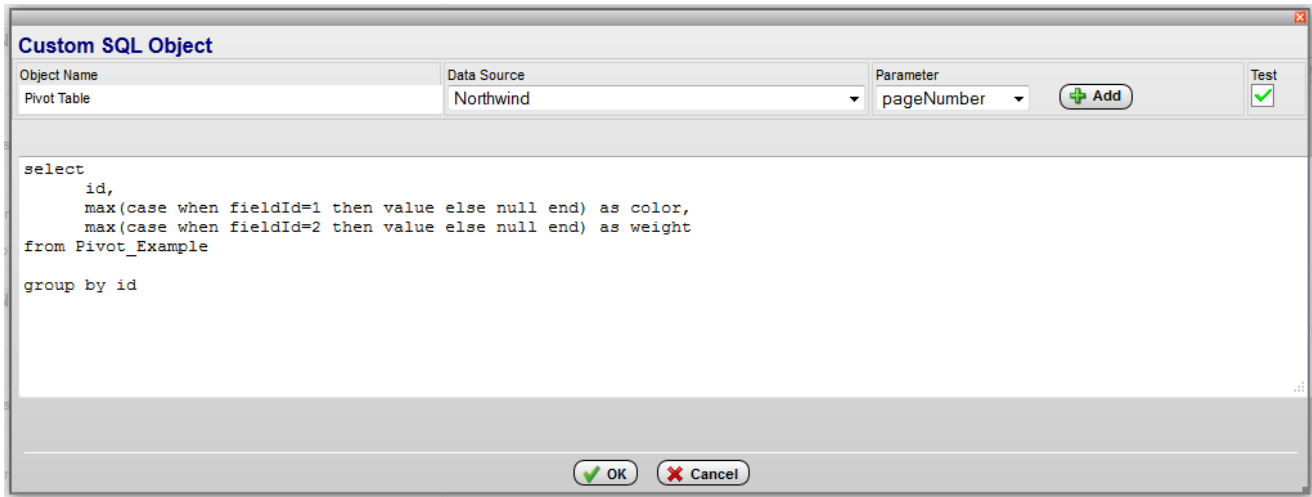 Custom SQL Object
Object Name Data Source Parameter Test
Pivot Table Northwind pageNumber Add
select
id,
max(case when fieldId=1 then value else null end) as color,
max(case when fieldId=2 then value else null end) as weight
from Pivot_Example
group by id
OK Cancel